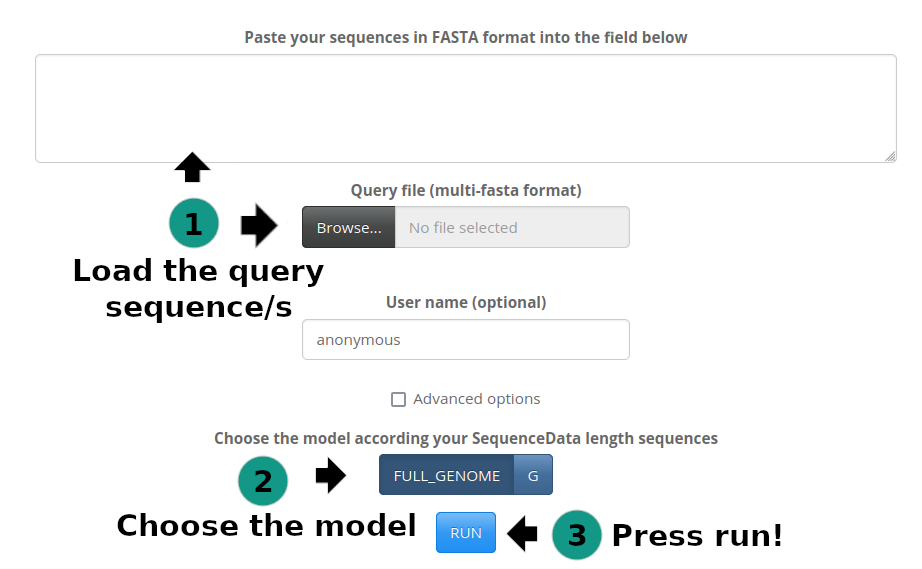 Paste your sequences in FASTA format into the field below
Query file (multi-fasta format)
1
Browse... No file selected
Load the query
sequence/s
User name (optional)
anonymous
Advanced options
Choose the model according your SequenceData length sequences
2
FULL_GENOME G
Choose the model
RUN
3 Press run!